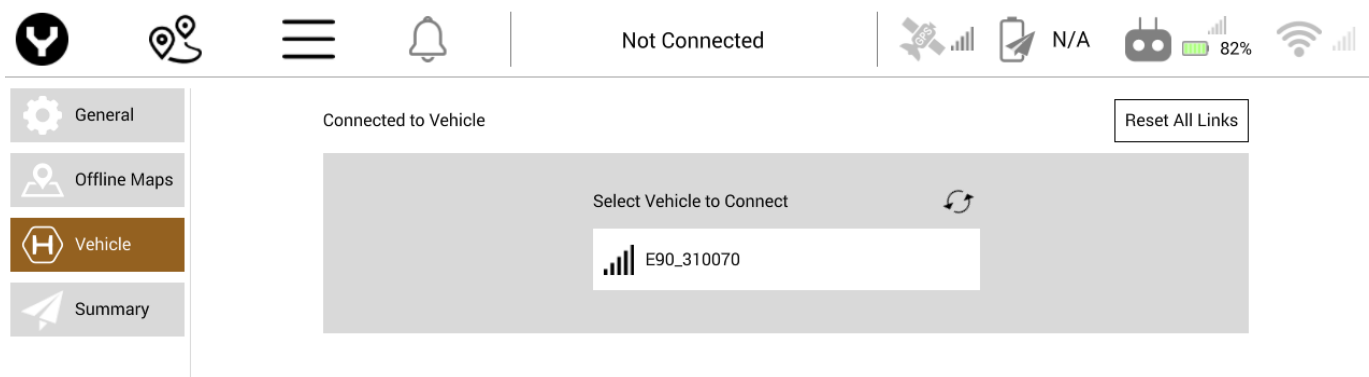 Not Connected
GPS
N/A
82%
General
Offline Maps
Vehicle
Summary
Connected to Vehicle
Reset All Links
Select Vehicle to Connect
E90_310070